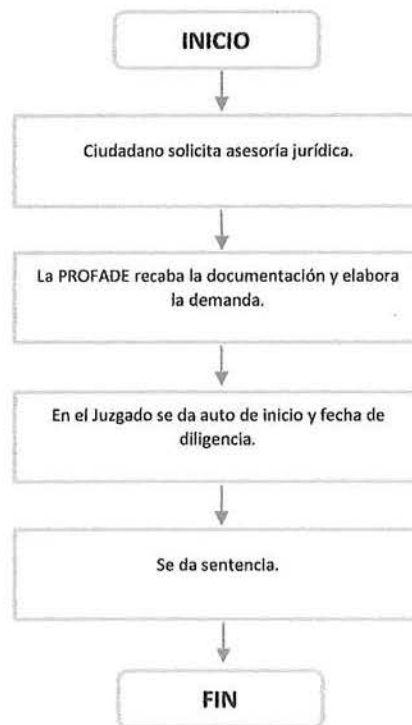 INICIO
Ciudadano solicita asesoría jurídica.
La PROFADE recaba la documentación y elabora
la demanda.
En el Juzgado se da auto de inicio y fecha de
diligencia.
Se da sentencia.
FIN